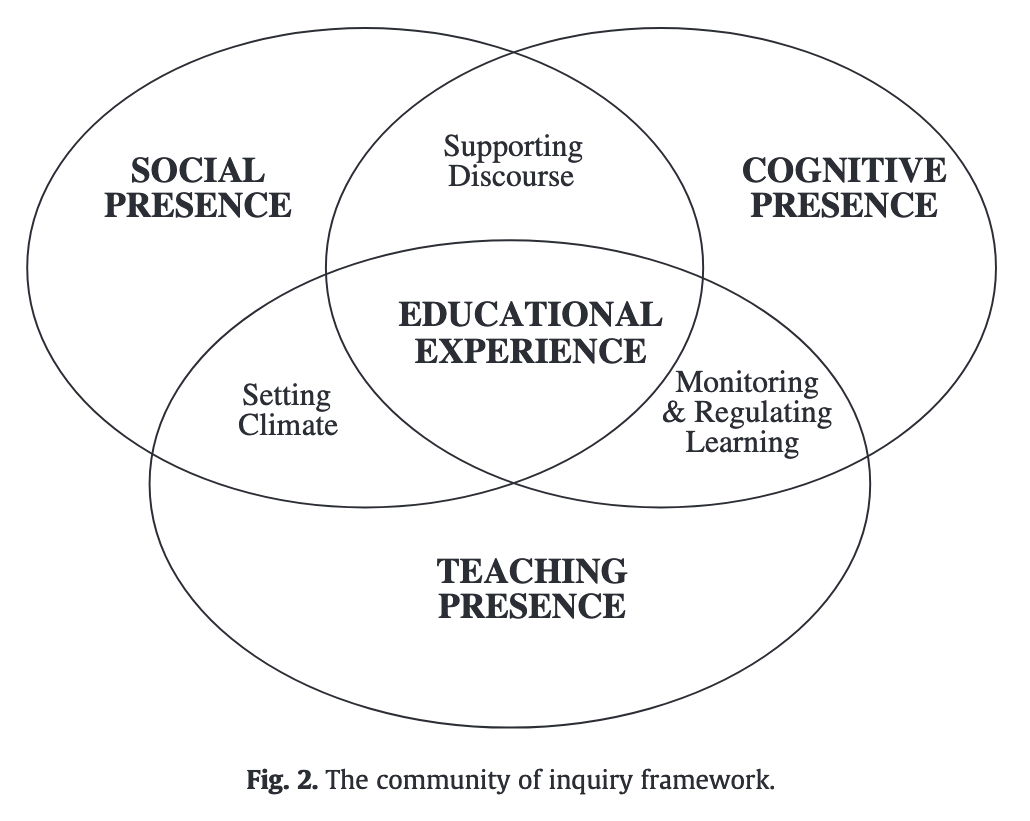 Supporting
Discourse
SOCIAL
PRESENCE
COGNITIVE
PRESENCE
EDUCATIONAL
EXPERIENCE
Setting
Climate
Monitoring
& Regulating
Learning
TEACHING
PRESENCE
Fig. 2. The community of inquiry framework.